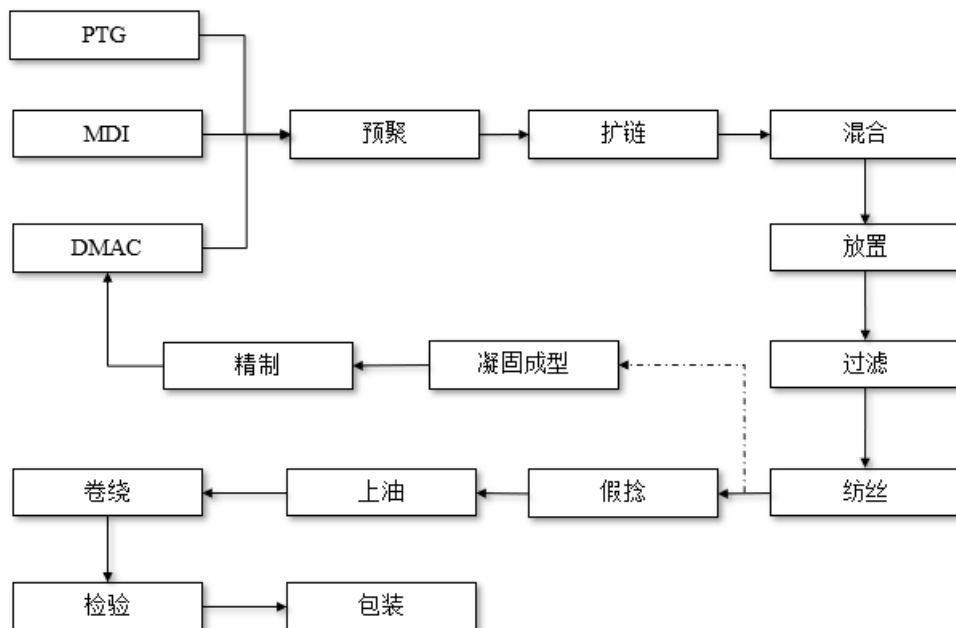 PTG
MDI
预聚
扩链
混合
DMAC
放置
精制
凝固成型
过滤
卷绕
上油
假捻
纺丝
检验
包装